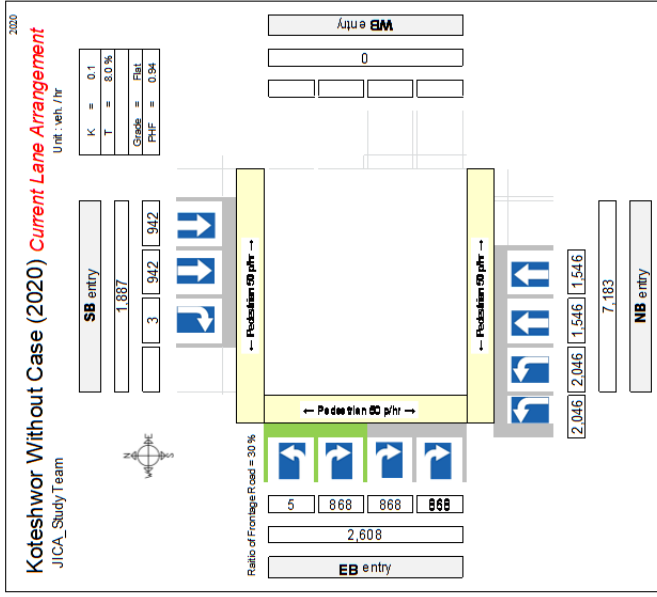 2020
Koteshwor Without Case (2020) Current Lane Arrangement
JICA_Study Team
Unit : veh. / hr
K = 0.1
T = 8.0 %
Grade = Flat
PHF = 0.94
SB entry
1,887
3 942 942
N
W E
S
WB entry
0
← Pedestrian 50 p/hr →
← Pedestrian 50 p/hr →
← Pedestrian 50 p/hr →
Raitio of Frontage Road = 30 %
5 868 868 868
2,608
EB entry
2,046 2,046 1,546 1,546
7,183
NB entry